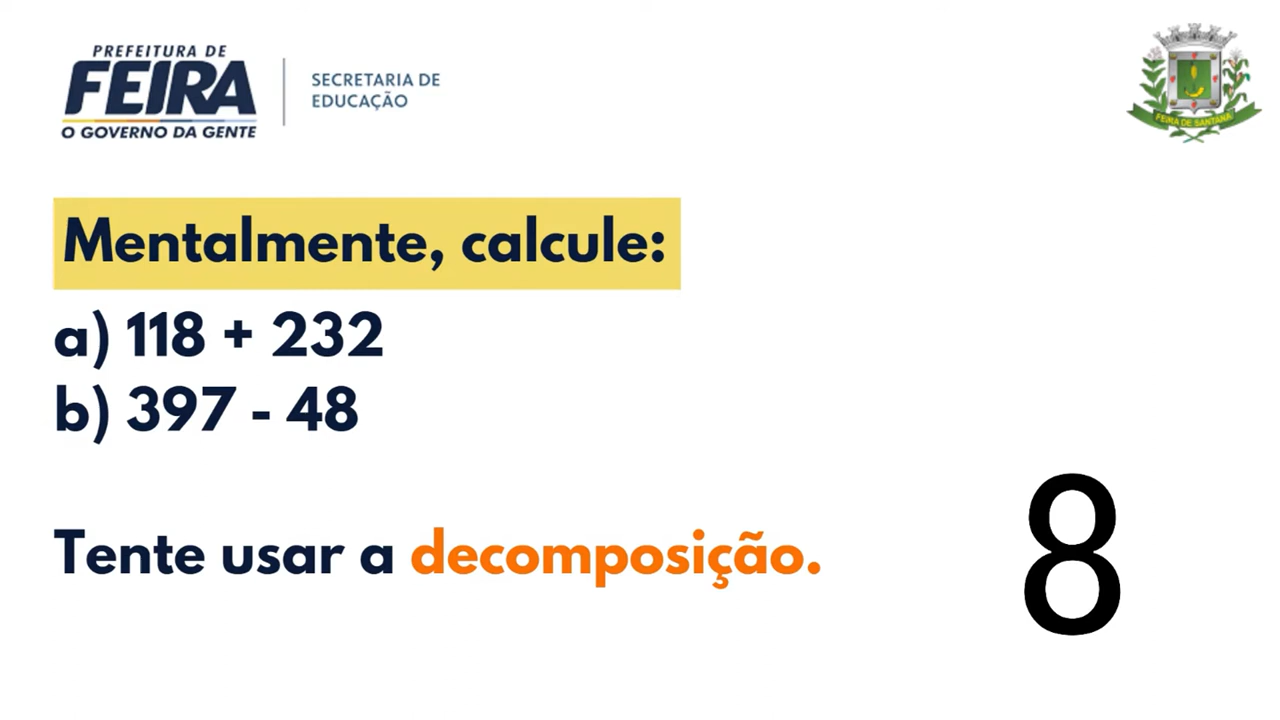 PREFEITURA DE
FEIRA
O GOVERNO DA GENTE
SECRETARIA DE
EDUCAÇÃO
FEIRA DE SANTANA
Mentalmente, calcule:
a) 118 + 232
b) 397 - 48
Tente usar a decomposição.
8